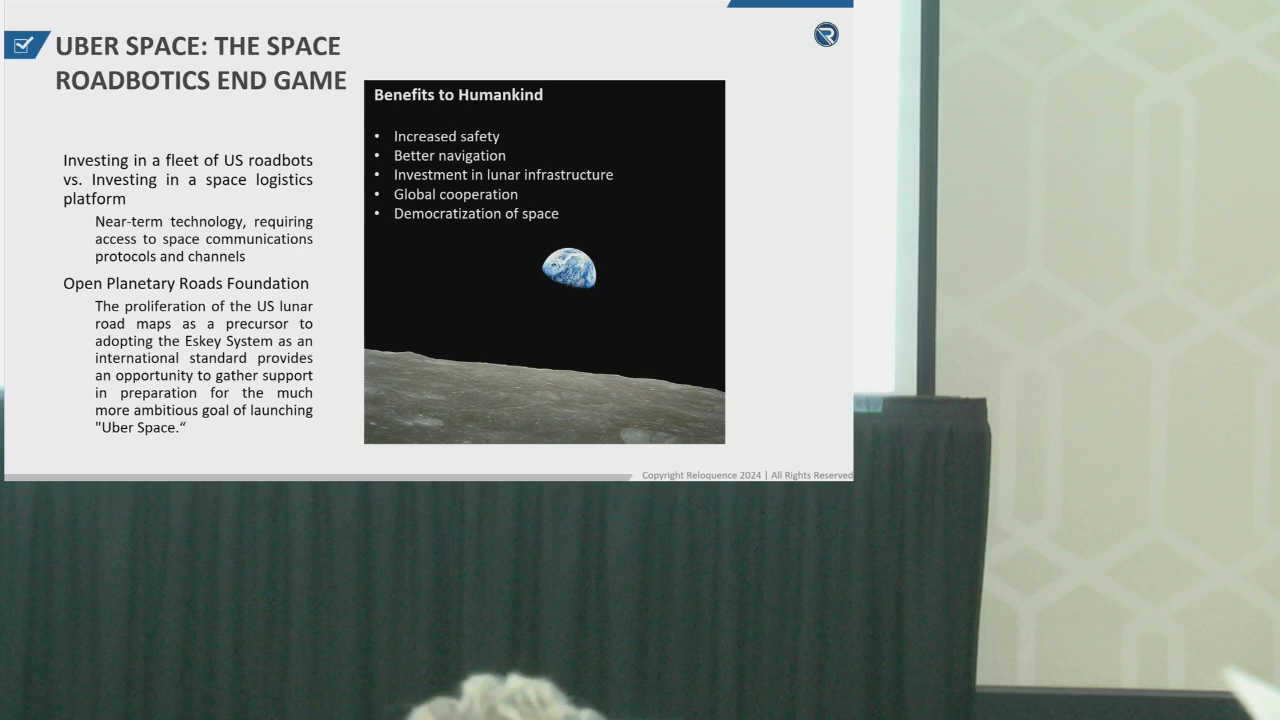 UBER SPACE: THE SPACE
ROADBOTICS END GAME
Investing in a fleet of US roadbots
vs. Investing in a space logistics
platform
Near-term technology, requiring
access to space communications
protocols and channels
Open Planetary Roads Foundation
The proliferation of the US lunar
road maps as a precursor to
adopting the Eskey System as an
international standard provides
an opportunity to gather support
in preparation for the much
more ambitious goal of launching
"Uber Space.“
Benefits to Humankind
• Increased safety
• Better navigation
• Investment in lunar infrastructure
• Global cooperation
• Democratization of space
Copyright Reloquence 2024 | All Rights Reserved